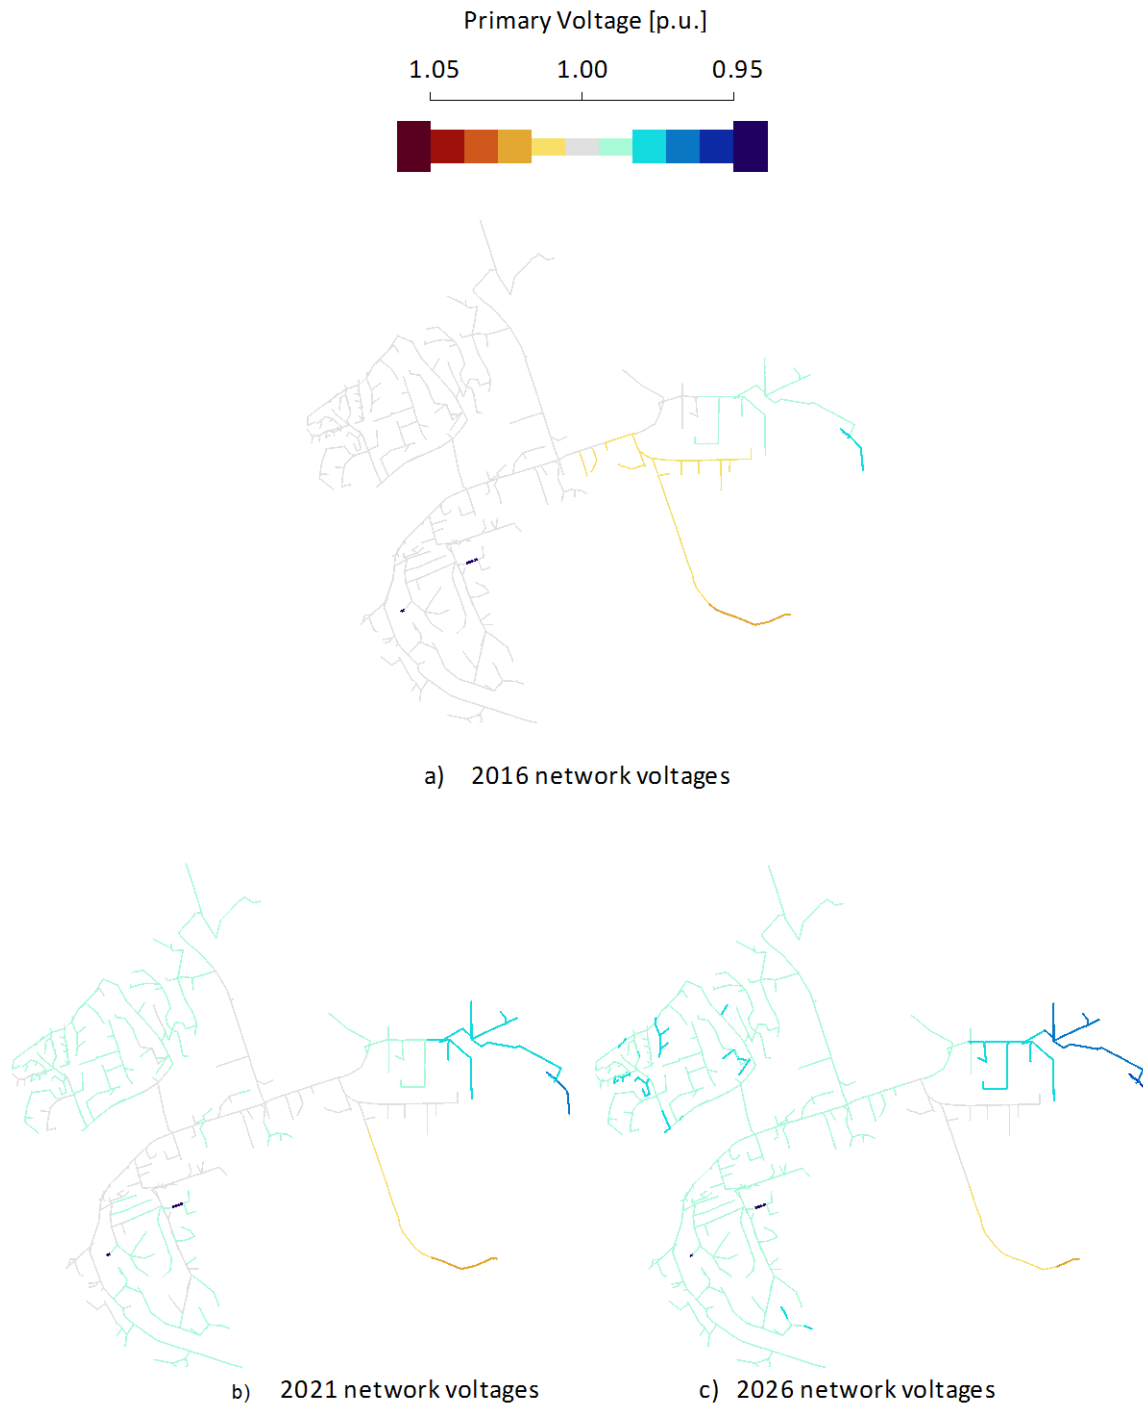 Primary Voltage [p.u.]
1.05 1.00 0.95
a) 2016 network voltages
b) 2021 network voltages c) 2026 network voltages